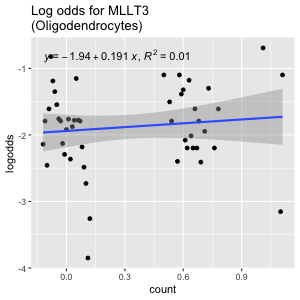 Log odds for MLLT3
(Oligodendrocytes)
y = −1.94 + 0.191 x, R² = 0.01
-1
-2
-3
-4
logodds
0.0 0.3 0.6 0.9
count